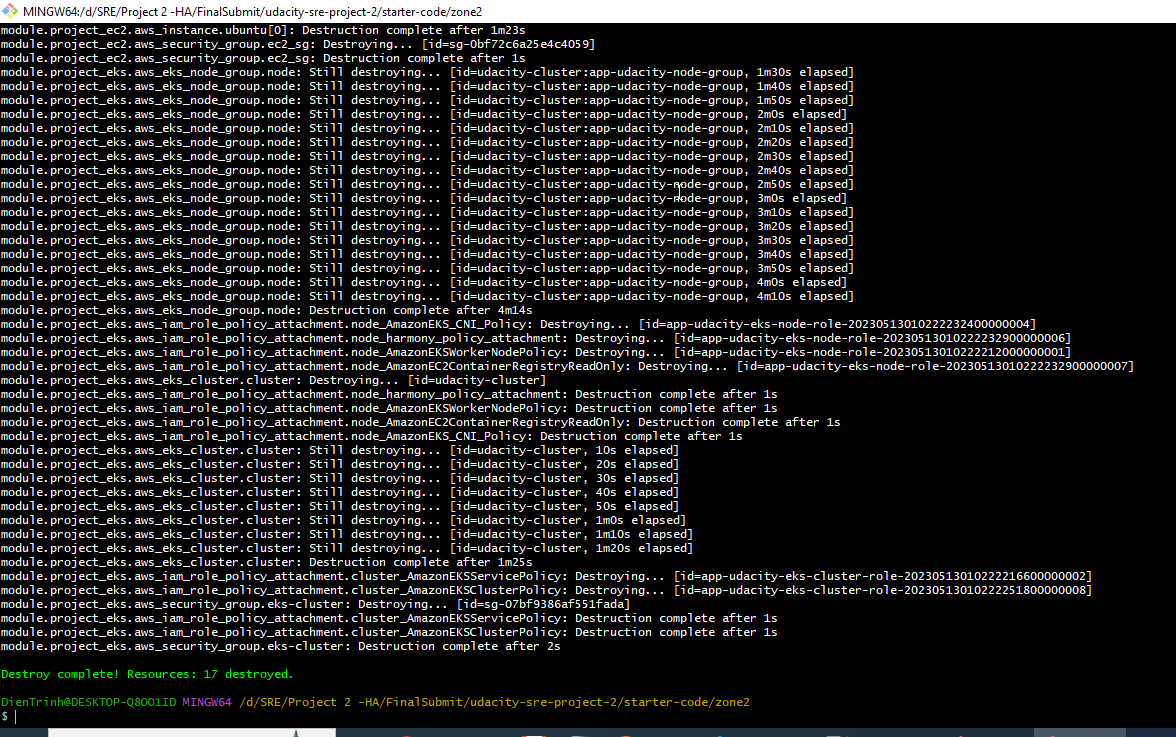 MINGW64:/d/SRE/Project 2 -HA/FinalSubmit/udacity-sre-project-2/starter-code/zone2
module.project_ec2.aws_instance.ubuntu[0]: Destruction complete after 1m23s
module.project_ec2.aws_security_group.ec2_sg: Destroying... [id=sg-0bf72c6a25e4c4059]
module.project_ec2.aws_security_group.ec2_sg: Destruction complete after 1s
module.project_eks.aws_eks_node_group.node: Still destroying... [id=udacity-cluster:app-udacity-node-group, 1m30s elapsed]
module.project_eks.aws_eks_node_group.node: Still destroying... [id=udacity-cluster:app-udacity-node-group, 1m40s elapsed]
module.project_eks.aws_eks_node_group.node: Still destroying... [id=udacity-cluster:app-udacity-node-group, 1m50s elapsed]
module.project_eks.aws_eks_node_group.node: Still destroying... [id=udacity-cluster:app-udacity-node-group, 2m0s elapsed]
module.project_eks.aws_eks_node_group.node: Still destroying... [id=udacity-cluster:app-udacity-node-group, 2m10s elapsed]
module.project_eks.aws_eks_node_group.node: Still destroying... [id=udacity-cluster:app-udacity-node-group, 2m20s elapsed]
module.project_eks.aws_eks_node_group.node: Still destroying... [id=udacity-cluster:app-udacity-node-group, 2m30s elapsed]
module.project_eks.aws_eks_node_group.node: Still destroying... [id=udacity-cluster:app-udacity-node-group, 2m40s elapsed]
module.project_eks.aws_eks_node_group.node: Still destroying... [id=udacity-cluster:app-udacity-node-group, 2m50s elapsed]
module.project_eks.aws_eks_node_group.node: Still destroying... [id=udacity-cluster:app-udacity-node-group, 3m0s elapsed]
module.project_eks.aws_eks_node_group.node: Still destroying... [id=udacity-cluster:app-udacity-node-group, 3m10s elapsed]
module.project_eks.aws_eks_node_group.node: Still destroying... [id=udacity-cluster:app-udacity-node-group, 3m20s elapsed]
module.project_eks.aws_eks_node_group.node: Still destroying... [id=udacity-cluster:app-udacity-node-group, 3m30s elapsed]
module.project_eks.aws_eks_node_group.node: Still destroying... [id=udacity-cluster:app-udacity-node-group, 3m40s elapsed]
module.project_eks.aws_eks_node_group.node: Still destroying... [id=udacity-cluster:app-udacity-node-group, 3m50s elapsed]
module.project_eks.aws_eks_node_group.node: Still destroying... [id=udacity-cluster:app-udacity-node-group, 4m0s elapsed]
module.project_eks.aws_eks_node_group.node: Still destroying... [id=udacity-cluster:app-udacity-node-group, 4m10s elapsed]
module.project_eks.aws_eks_node_group.node: Destruction complete after 4m14s
module.project_eks.aws_iam_role_policy_attachment.node_AmazonEKS_CNI_Policy: Destroying... [id=app-udacity-eks-node-role-20230513010222232400000004]
module.project_eks.aws_iam_role_policy_attachment.node_harmony_policy_attachment: Destroying... [id=app-udacity-eks-node-role-20230513010222232900000006]
module.project_eks.aws_iam_role_policy_attachment.node_AmazonEKSWorkerNodePolicy: Destroying... [id=app-udacity-eks-node-role-20230513010222212000000001]
module.project_eks.aws_iam_role_policy_attachment.node_AmazonEC2ContainerRegistryReadOnly: Destroying... [id=app-udacity-eks-node-role-20230513010222232900000007]
module.project_eks.aws_eks_cluster.cluster: Destroying... [id=udacity-cluster]
module.project_eks.aws_iam_role_policy_attachment.node_harmony_policy_attachment: Destruction complete after 1s
module.project_eks.aws_iam_role_policy_attachment.node_AmazonEKSWorkerNodePolicy: Destruction complete after 1s
module.project_eks.aws_iam_role_policy_attachment.node_AmazonEC2ContainerRegistryReadOnly: Destruction complete after 1s
module.project_eks.aws_iam_role_policy_attachment.node_AmazonEKS_CNI_Policy: Destruction complete after 1s
module.project_eks.aws_eks_cluster.cluster: Still destroying... [id=udacity-cluster, 10s elapsed]
module.project_eks.aws_eks_cluster.cluster: Still destroying... [id=udacity-cluster, 20s elapsed]
module.project_eks.aws_eks_cluster.cluster: Still destroying... [id=udacity-cluster, 30s elapsed]
module.project_eks.aws_eks_cluster.cluster: Still destroying... [id=udacity-cluster, 40s elapsed]
module.project_eks.aws_eks_cluster.cluster: Still destroying... [id=udacity-cluster, 50s elapsed]
module.project_eks.aws_eks_cluster.cluster: Still destroying... [id=udacity-cluster, 1m0s elapsed]
module.project_eks.aws_eks_cluster.cluster: Still destroying... [id=udacity-cluster, 1m10s elapsed]
module.project_eks.aws_eks_cluster.cluster: Still destroying... [id=udacity-cluster, 1m20s elapsed]
module.project_eks.aws_eks_cluster.cluster: Destruction complete after 1m25s
module.project_eks.aws_iam_role_policy_attachment.cluster_AmazonEKSServicePolicy: Destroying... [id=app-udacity-eks-cluster-role-20230513010222216600000002]
module.project_eks.aws_iam_role_policy_attachment.cluster_AmazonEKSClusterPolicy: Destroying... [id=app-udacity-eks-cluster-role-20230513010222251800000008]
module.project_eks.aws_security_group.eks-cluster: Destroying... [id=sg-07bf9386af551fada]
module.project_eks.aws_iam_role_policy_attachment.cluster_AmazonEKSServicePolicy: Destruction complete after 1s
module.project_eks.aws_iam_role_policy_attachment.cluster_AmazonEKSClusterPolicy: Destruction complete after 1s
module.project_eks.aws_security_group.eks-cluster: Destruction complete after 2s
Destroy complete! Resources: 17 destroyed.
DienTrinh@DESKTOP-Q8OO1ID MINGW64 /d/SRE/Project 2 -HA/FinalSubmit/udacity-sre-project-2/starter-code/zone2
$